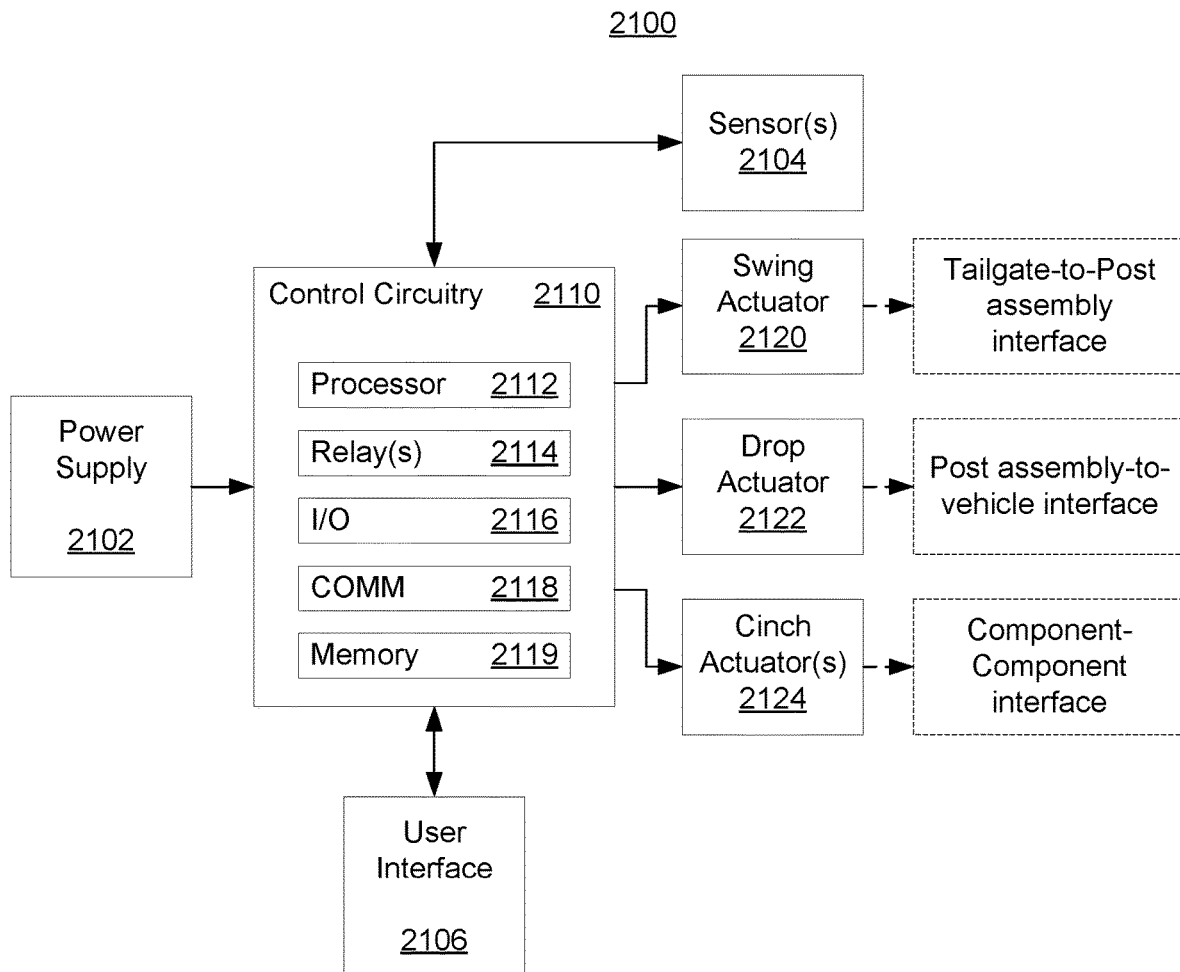 2100
Sensor(s)
2104
Control Circuitry 2110
Processor 2112
Relay(s) 2114
I/O 2116
COMM 2118
Memory 2119
Power
Supply
2102
Swing
Actuator
2120
Tailgate-to-Post
assembly
interface
Drop
Actuator
2122
Post assembly-to-
vehicle interface
Cinch
Actuator(s)
2124
Component-
Component
interface
User
Interface
2106